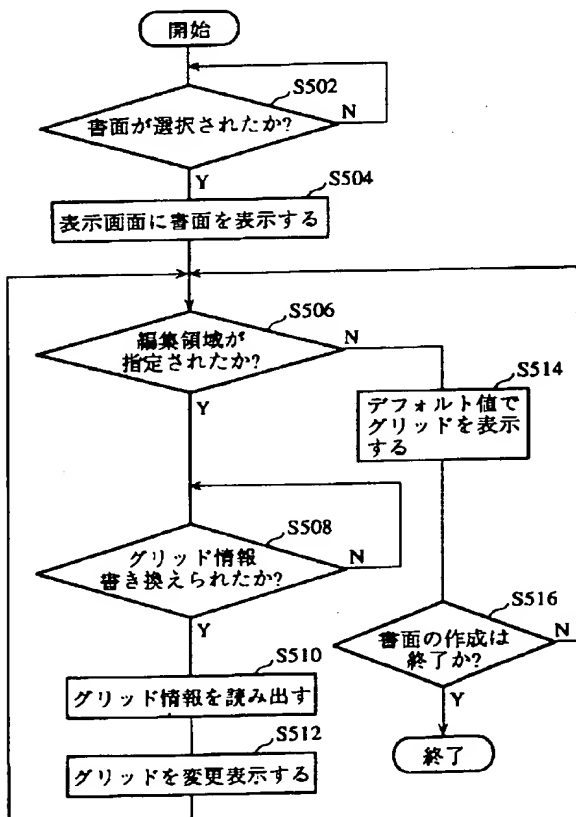 開始
S502
書面が選択されたか?
N
Y
S504
表示画面に書面を表示する
S506
編集領域が
指定されたか?
N
Y
S514
デフォルト値で
グリッドを表示
する
S508
グリッド情報
書き換えられたか?
N
Y
S516
書面の作成は
終了か?
N
Y
S510
グリッド情報を読み出す
S512
グリッドを変更表示する
終了